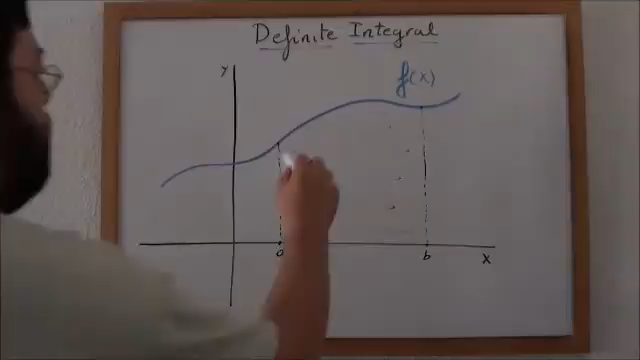 Definite Integral
y
f(x)
a b x